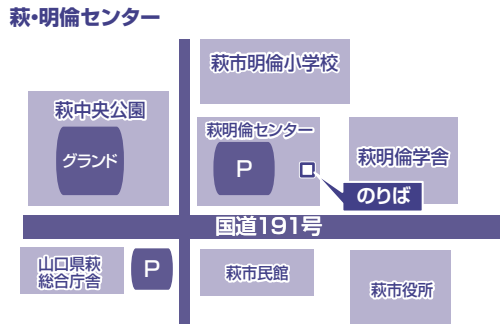 萩・明倫センター
萩市明倫小学校
萩中央公園
グランド
萩明倫センター
P
萩明倫学舎
のりば
国道191号
山口県萩
総合庁舎
P
萩市民館
萩市役所